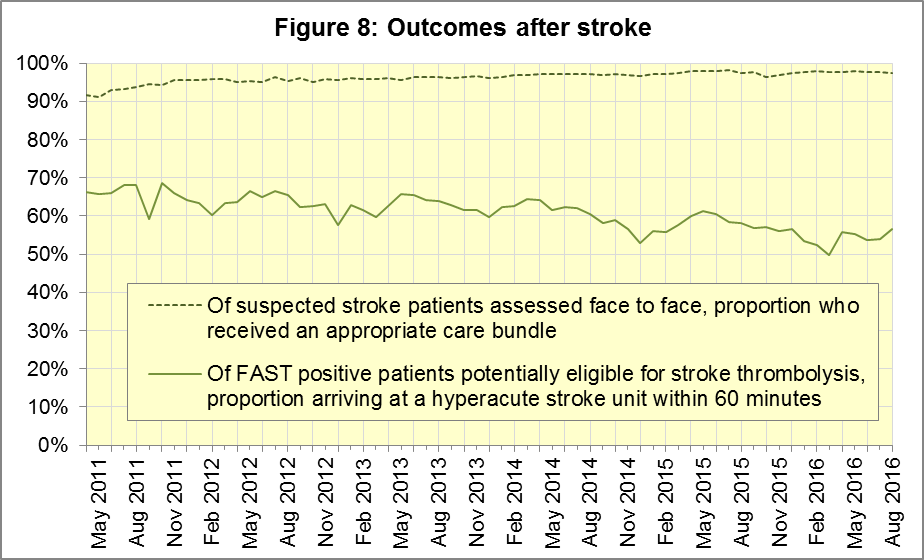 Figure 8: Outcomes after stroke
100%
90%
80%
70%
60%
50%
40%
30%
20%
10%
0%
Of suspected stroke patients assessed face to face, proportion who
received an appropriate care bundle
Of FAST positive patients potentially eligible for stroke thrombolysis,
proportion arriving at a hyperacute stroke unit within 60 minutes
May 2011
Aug 2011
Nov 2011
Feb 2012
May 2012
Aug 2012
Nov 2012
Feb 2013
May 2013
Aug 2013
Nov 2013
Feb 2014
May 2014
Aug 2014
Nov 2014
Feb 2015
May 2015
Aug 2015
Nov 2015
Feb 2016
May 2016
Aug 2016